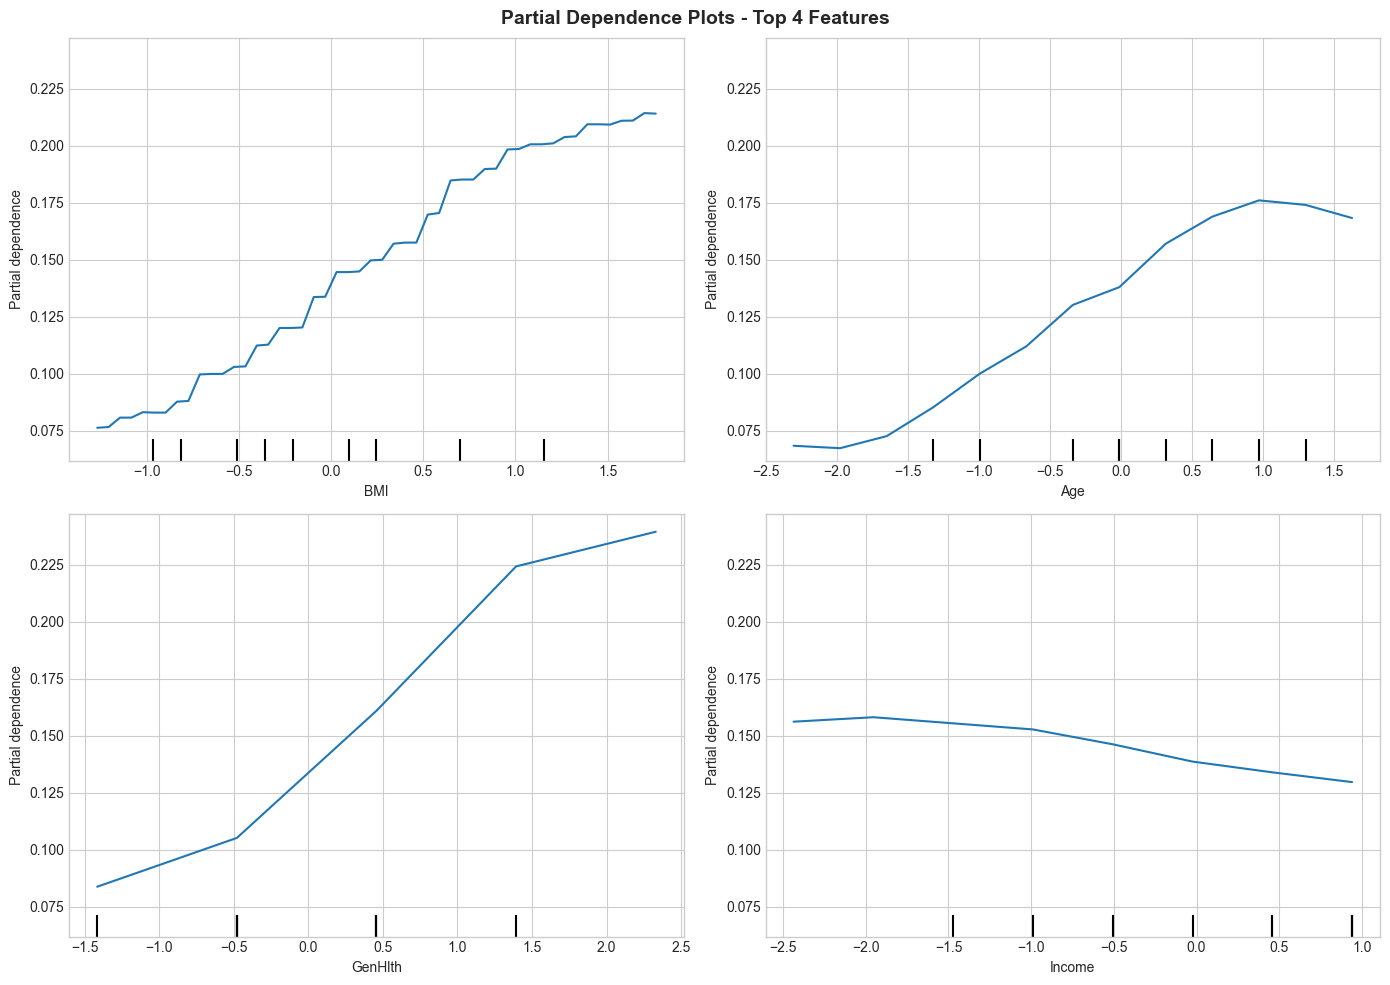 Partial Dependence Plots - Top 4 Features
Partial dependence
0.225
0.200
0.175
0.150
0.125
0.100
0.075
−1.0 −0.5 0.0 0.5 1.0 1.5
BMI
Partial dependence
0.225
0.200
0.175
0.150
0.125
0.100
0.075
−2.5 −2.0 −1.5 −1.0 −0.5 0.0 0.5 1.0 1.5
Age
Partial dependence
0.225
0.200
0.175
0.150
0.125
0.100
0.075
−1.5 −1.0 −0.5 0.0 0.5 1.0 1.5 2.0 2.5
GenHlth
Partial dependence
0.225
0.200
0.175
0.150
0.125
0.100
0.075
−2.5 −2.0 −1.5 −1.0 −0.5 0.0 0.5 1.0
Income